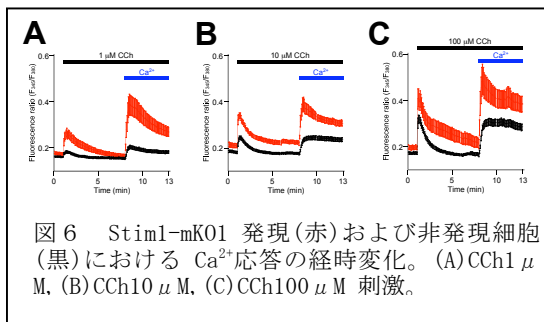 A B C
1 μM CCh 10 μM CCh 100 μM CCh
Ca²⁺ Ca²⁺ Ca²⁺
Fluorescence ratio (F₃₄₀/F₃₈₀) Fluorescence ratio (F₃₄₀/F₃₈₀) Fluorescence ratio (F₃₄₀/F₃₈₀)
0.6 0.6 0.6
0.4 0.4 0.4
0.2 0.2 0.2
0 5 10 13 0 5 10 13 0 5 10 13
Time (min) Time (min) Time (min)
図6 Stim1-mKO1 発現(赤)および非発現細胞
(黒)における Ca²⁺応答の経時変化。(A)CCh1μ
M,(B)CCh10μM,(C)CCh100μM 刺激。